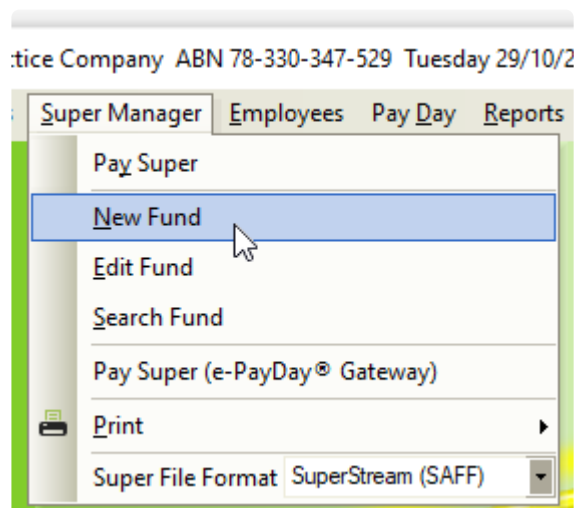 tice Company ABN 78-330-347-529 Tuesday 29/10/2
Super Manager Employees Pay Day Reports
Pay Super
New Fund
Edit Fund
Search Fund
Pay Super (e-PayDay® Gateway)
Print
Super File Format SuperStream (SAFF)